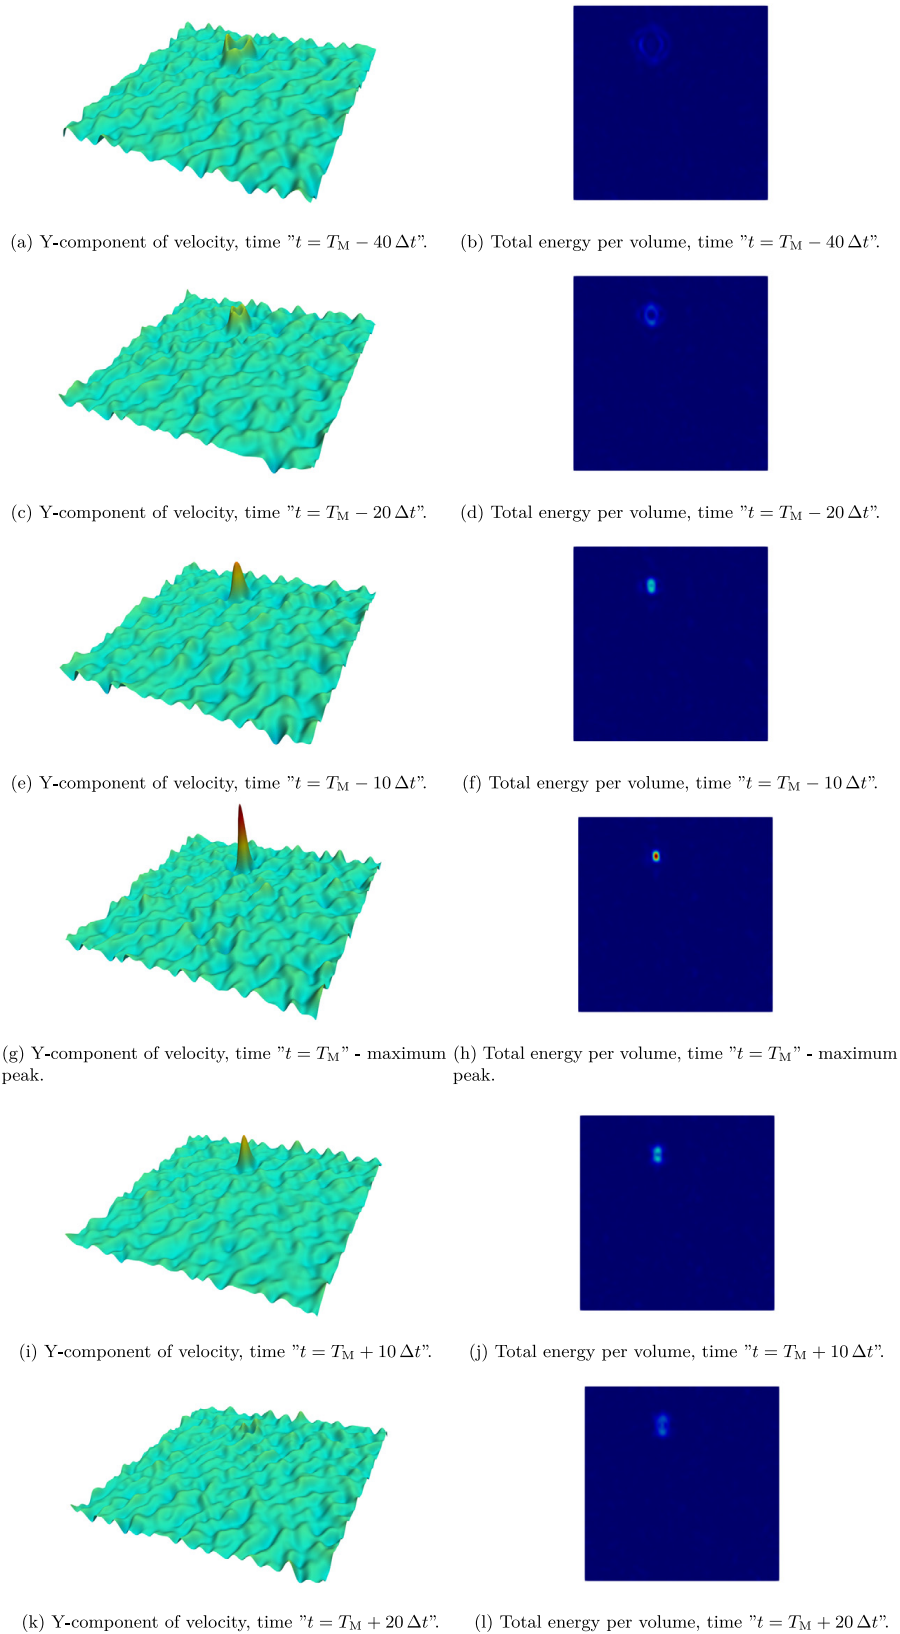 (a) Y-component of velocity, time ”t = T_M − 40 Δt”.
(b) Total energy per volume, time ”t = T_M − 40 Δt”.
(c) Y-component of velocity, time ”t = T_M − 20 Δt”.
(d) Total energy per volume, time ”t = T_M − 20 Δt”.
(e) Y-component of velocity, time ”t = T_M − 10 Δt”.
(f) Total energy per volume, time ”t = T_M − 10 Δt”.
(g) Y-component of velocity, time ”t = T_M” - maximum
peak.
(h) Total energy per volume, time ”t = T_M” - maximum
peak.
(i) Y-component of velocity, time ”t = T_M + 10 Δt”.
(j) Total energy per volume, time ”t = T_M + 10 Δt”.
(k) Y-component of velocity, time ”t = T_M + 20 Δt”.
(l) Total energy per volume, time ”t = T_M + 20 Δt”.